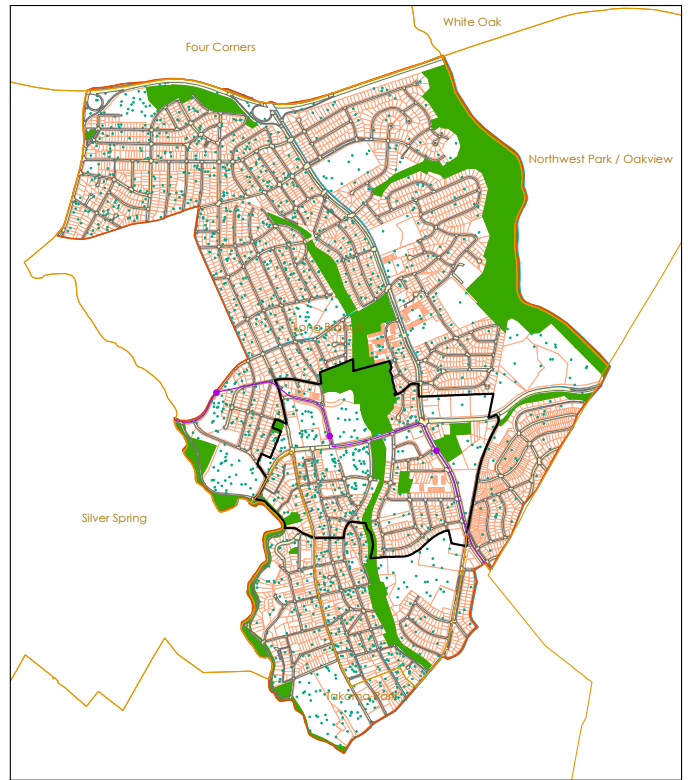 White Oak
Four Corners
Northwest Park / Oakview
Long Branch
Silver Spring
Takoma Park